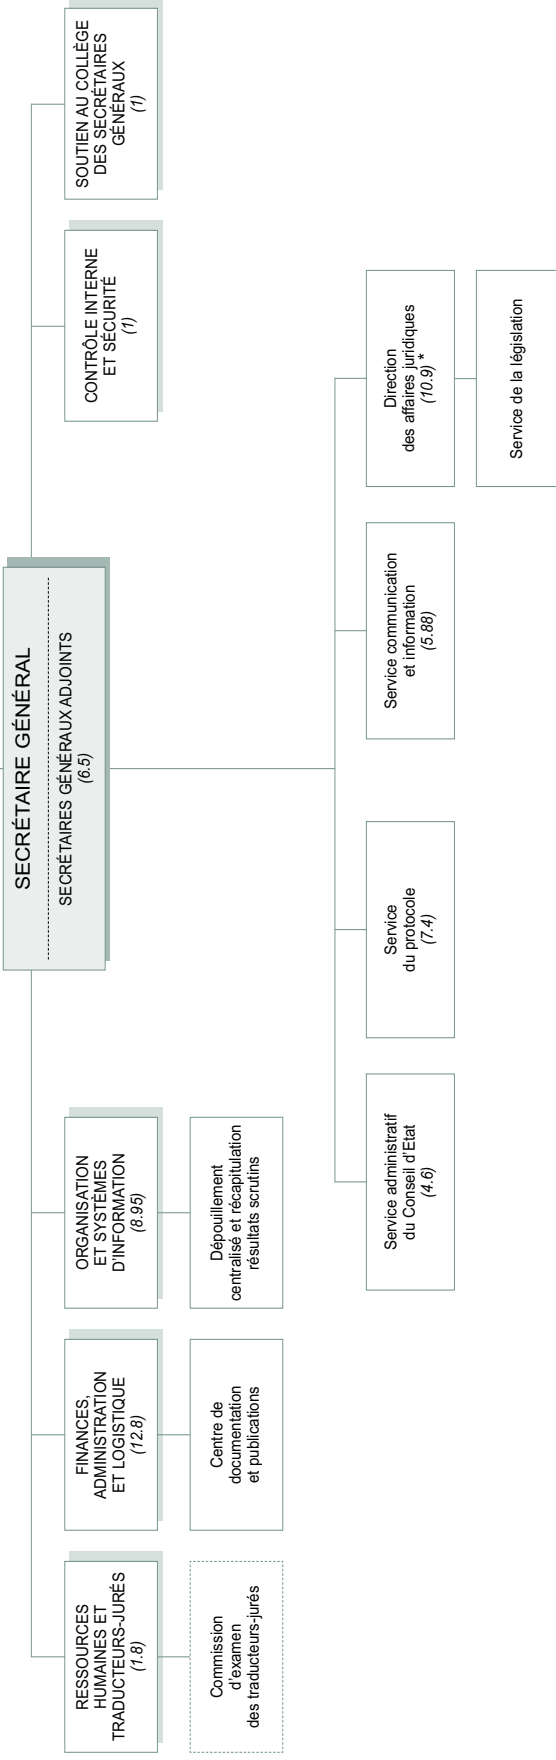 SECRÉTAIRE GÉNÉRAL
SECRÉTAIRES GÉNÉRAUX ADJOINTS
(6.5)
RESSOURCES
HUMAINES ET
TRADUCTEURS-JURÉS
(1.8)
FINANCES,
ADMINISTRATION
ET LOGISTIQUE
(12.8)
ORGANISATION
ET SYSTÈMES
D'INFORMATION
(8.95)
CONTRÔLE INTERNE
ET SÉCURITÉ
(1)
SOUTIEN AU COLLÈGE
DES SECRÉTAIRES
GÉNÉRAUX
(1)
Commission
d'examen
des traducteurs-jurés
Centre de
documentation
et publications
Dépouillement
centralisé et récapitulation
résultats scrutins
Service administratif
du Conseil d'Etat
(4.6)
Service
du protocole
(7.4)
Service communication
et information
(5.88)
Direction
des affaires juridiques
(10.9) *
Service de la législation